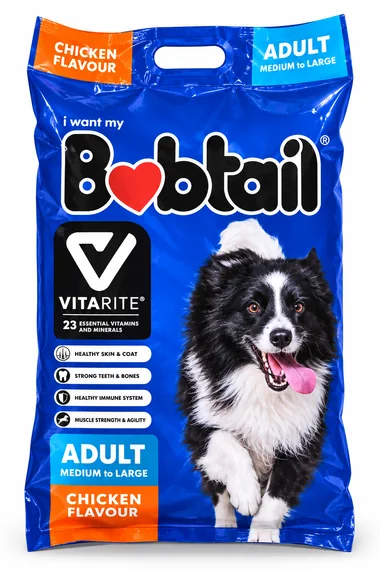 CHICKEN
FLAVOUR
ADULT
MEDIUM to LARGE
i want my
Bobtail®
VITARITE®
23 ESSENTIAL VITAMINS
AND MINERALS
HEALTHY SKIN & COAT
STRONG TEETH & BONES
HEALTHY IMMUNE SYSTEM
MUSCLE STRENGTH & AGILITY
ADULT
MEDIUM to LARGE
CHICKEN
FLAVOUR